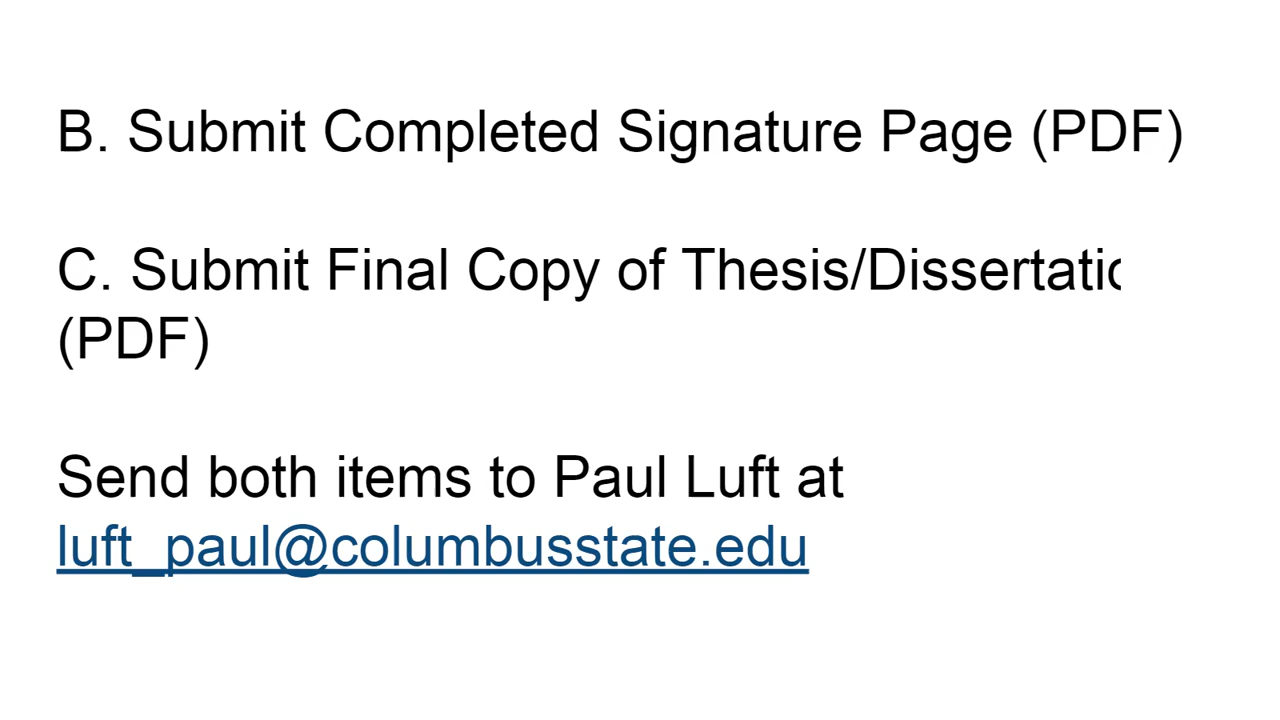 B. Submit Completed Signature Page (PDF)
C. Submit Final Copy of Thesis/Dissertatic
(PDF)
Send both items to Paul Luft at
luft_paul@columbusstate.edu